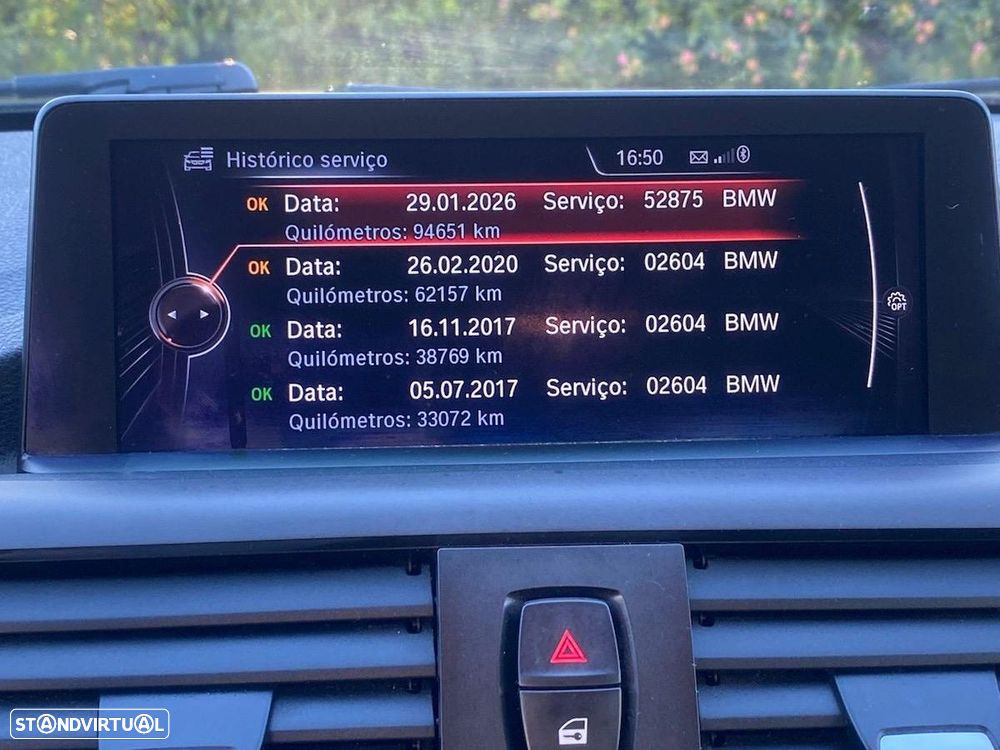 Histórico serviço 16:50
OK Data: 29.01.2026 Serviço: 52875 BMW
Quilómetros: 94651 km
OK Data: 26.02.2020 Serviço: 02604 BMW
Quilómetros: 62157 km
OK Data: 16.11.2017 Serviço: 02604 BMW
Quilómetros: 38769 km
OK Data: 05.07.2017 Serviço: 02604 BMW
Quilómetros: 33072 km
OPT
STANDVIRTUAL